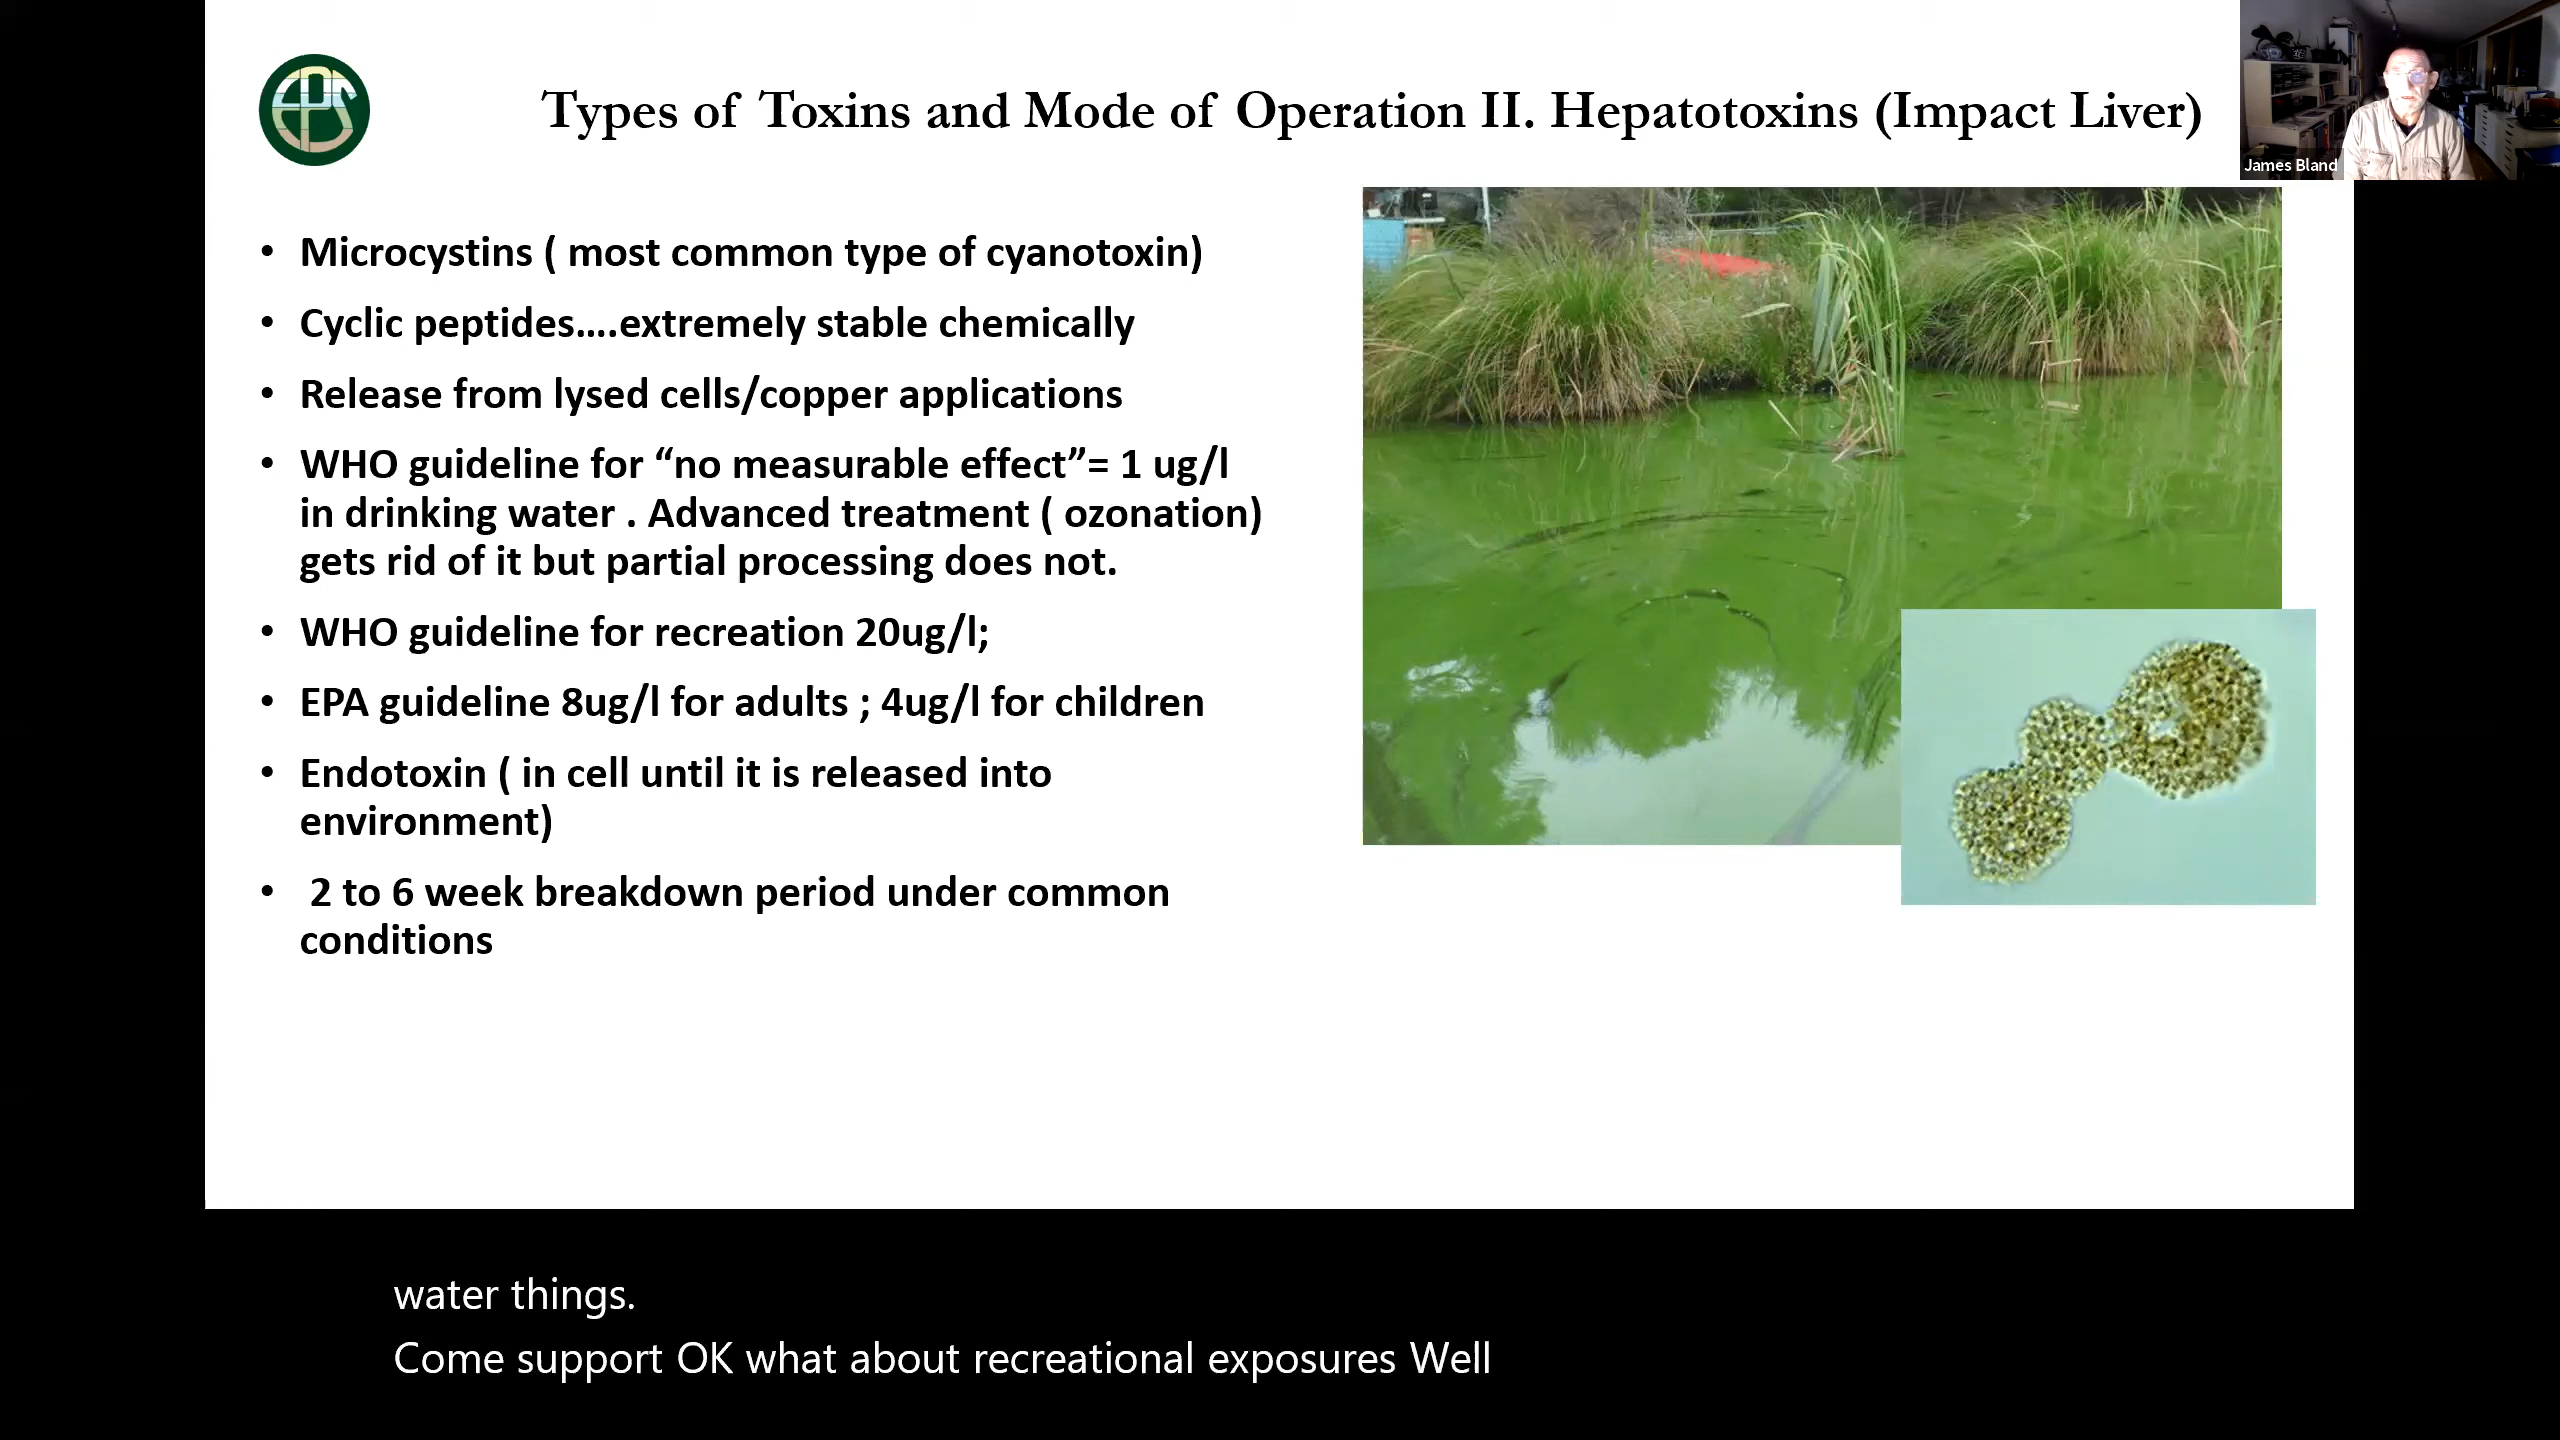 EPS
Types of Toxins and Mode of Operation II. Hepatotoxins (Impact Liver)
James Bland
• Microcystins ( most common type of cyanotoxin)
• Cyclic peptides….extremely stable chemically
• Release from lysed cells/copper applications
• WHO guideline for “no measurable effect”= 1 ug/l
in drinking water . Advanced treatment ( ozonation)
gets rid of it but partial processing does not.
• WHO guideline for recreation 20ug/l;
• EPA guideline 8ug/l for adults ; 4ug/l for children
• Endotoxin ( in cell until it is released into
environment)
• 2 to 6 week breakdown period under common
conditions
water things.
Come support OK what about recreational exposures Well